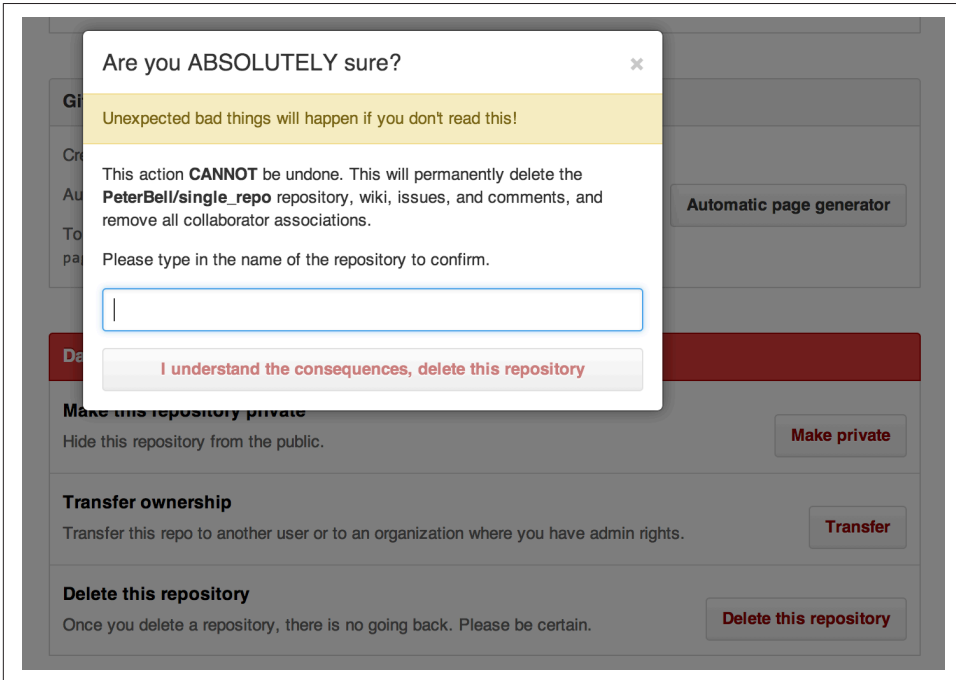 Are you ABSOLUTELY sure?
×
Unexpected bad things will happen if you don't read this!
This action CANNOT be undone. This will permanently delete the
PeterBell/single_repo repository, wiki, issues, and comments, and
remove all collaborator associations.
Please type in the name of the repository to confirm.
I understand the consequences, delete this repository
Automatic page generator
Make this repository private
Hide this repository from the public.
Make private
Transfer ownership
Transfer this repo to another user or to an organization where you have admin rights.
Transfer
Delete this repository
Once you delete a repository, there is no going back. Please be certain.
Delete this repository